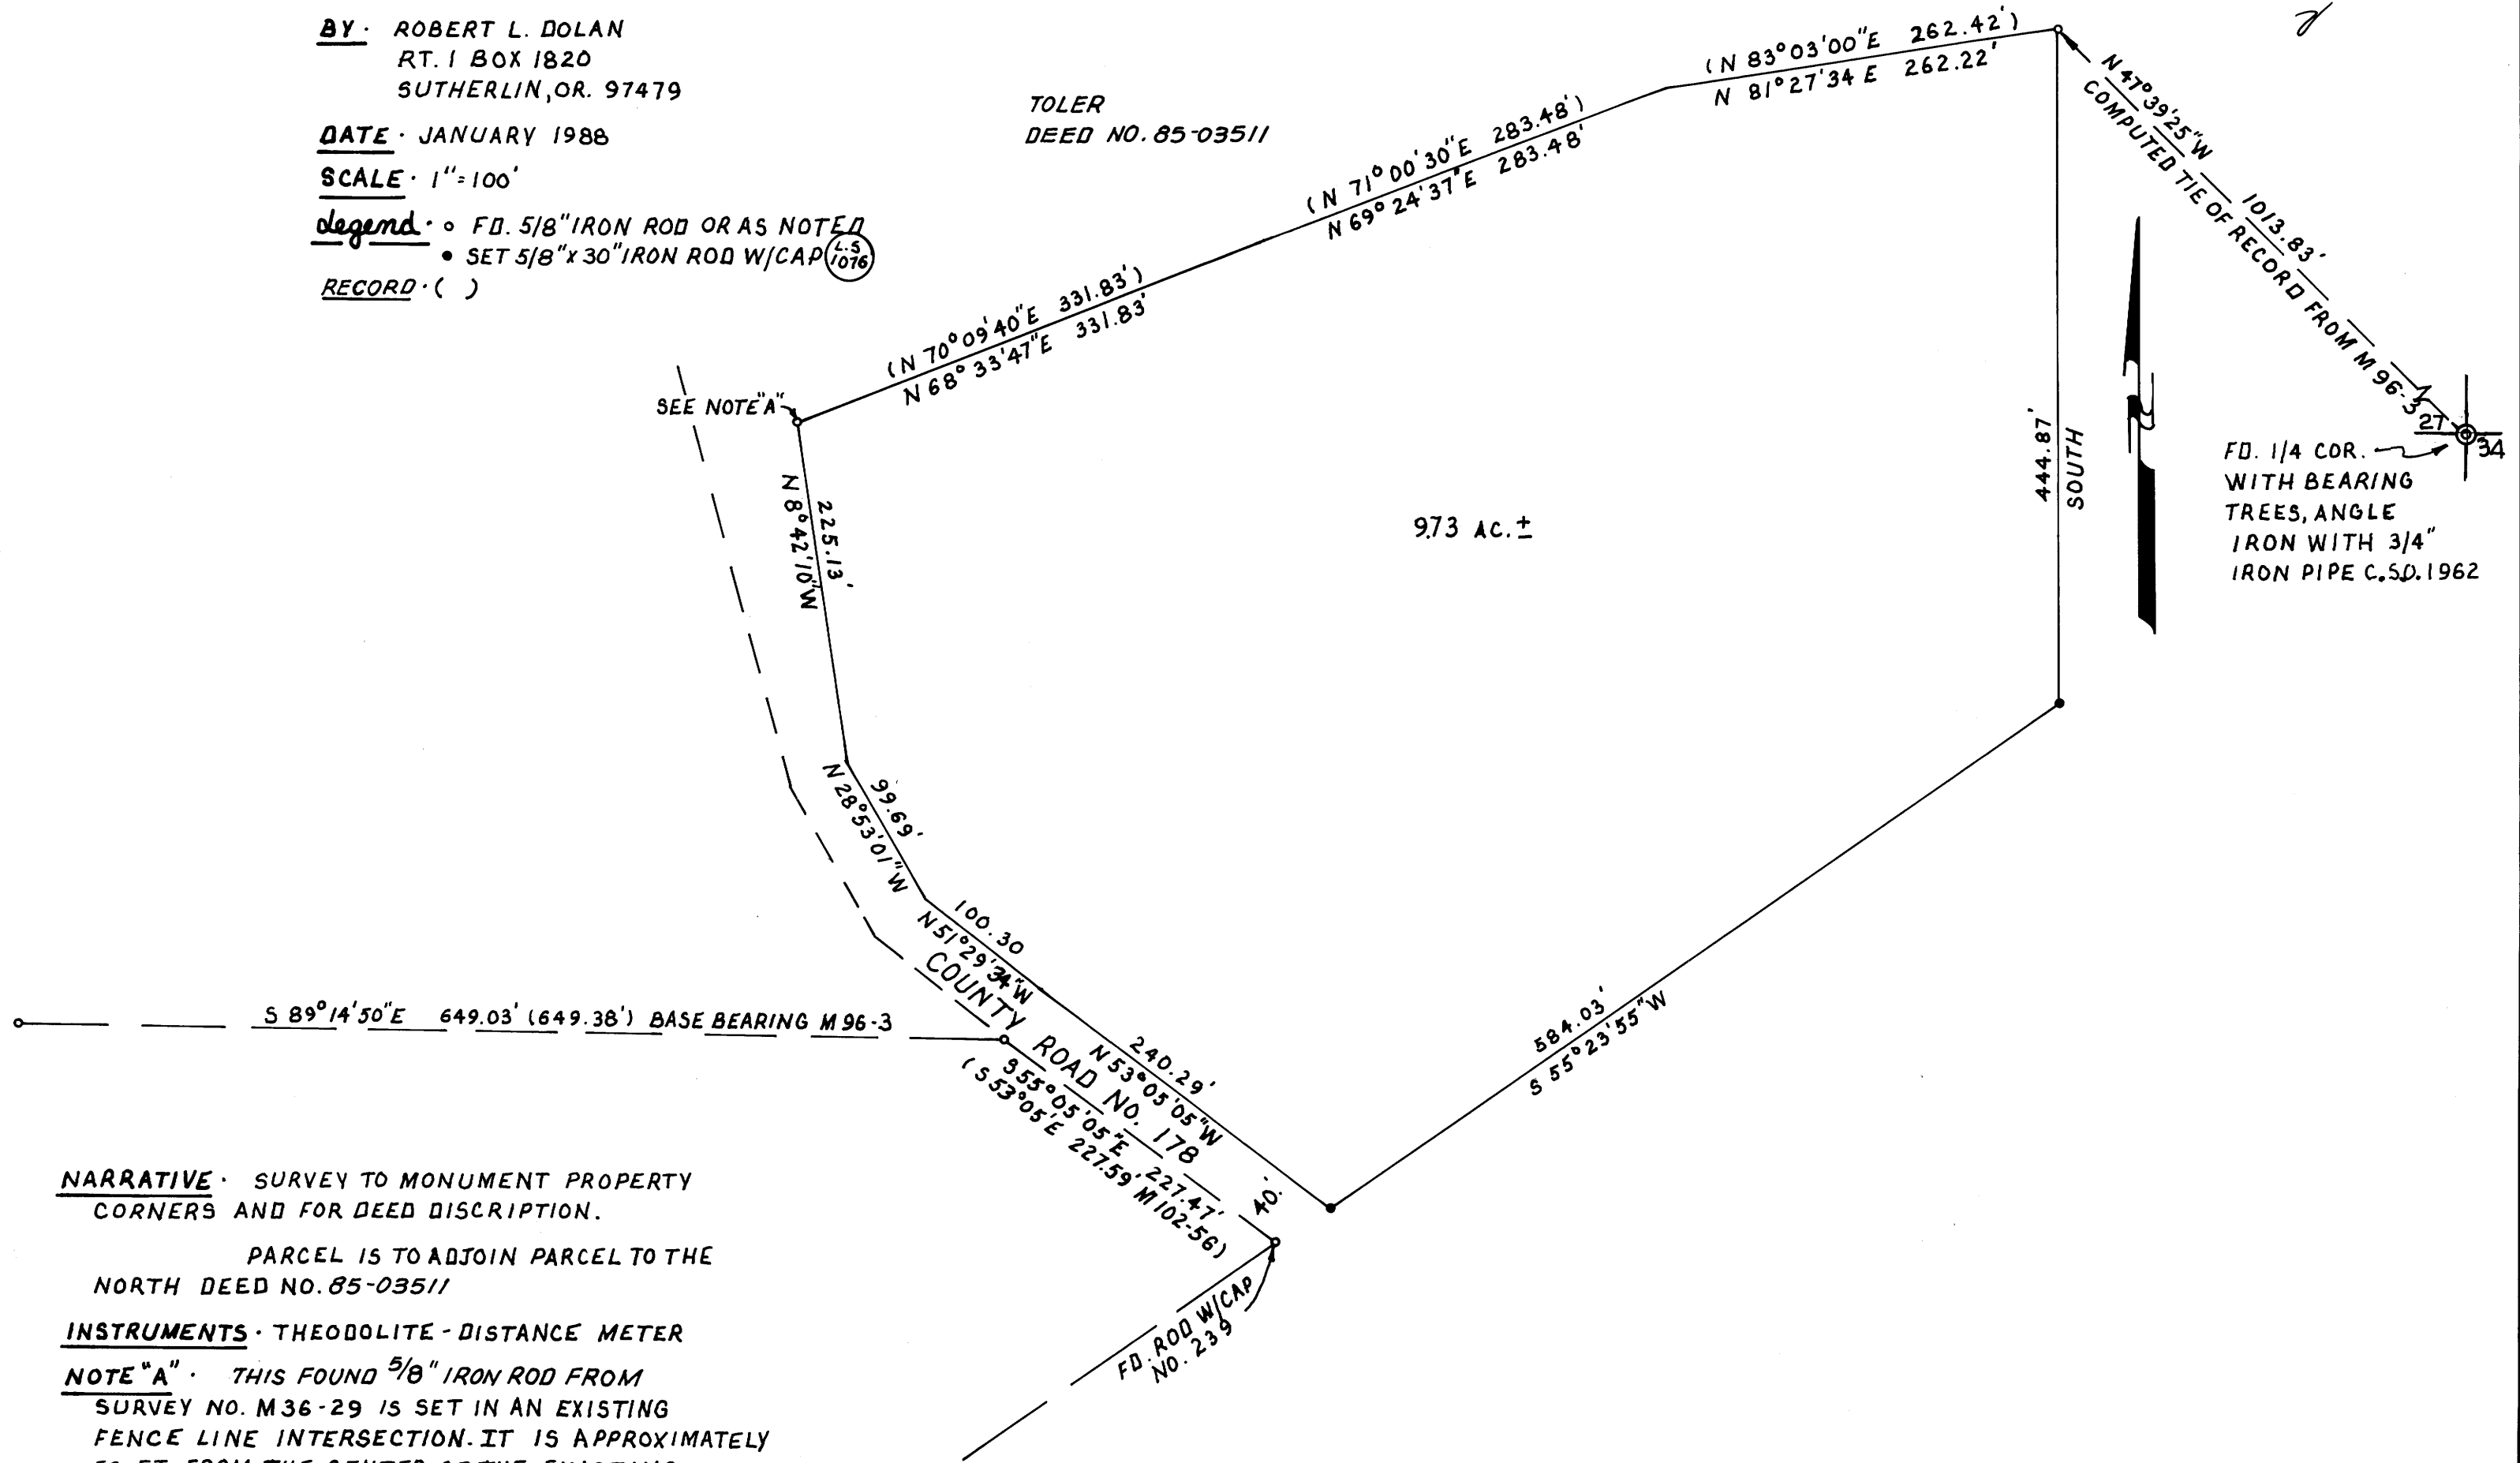 BY· ROBERT L. DOLAN
RT. 1 BOX 1820
SUTHERLIN, OR. 97479
DATE· JANUARY 1988
SCALE· 1"=100'
Legend· o FD. 5/8" IRON ROD OR AS NOTED
● SET 5/8" X 30" IRON ROD W/CAP L.S 1076
RECORD·( )
TOLER
DEED NO. 85-03511
(N 83°03'00"E 262.42')
N 81°27'34 E 262.22'
(N 71°00'30"E 283.48')
N 69°24'37"E 283.48'
(N 70°09'40"E 331.83')
N 68°33'47"E 331.83'
N 47°39'25"W 1013.83'
COMPUTED TIE OF RECORD FROM M 96-3
27
34
FD. 1/4 COR.
WITH BEARING
TREES, ANGLE
IRON WITH 3/4"
IRON PIPE C.S.D. 1962
444.87'
SOUTH
SEE NOTE "A"
225.13'
N 8°42'10"W
9.73 AC. ±
99.69'
N 28°53'01"W
100.30
N 51°29'34"W
COUNTY ROAD NO. 178
240.29'
N 53°05'05"W
S 55°05'05"E 227.47'
(S 53°05'E 227.59' M 102-56)
40.'
584.03'
S 55°23'55"W
S 89°14'50"E 649.03' (649.38') BASE BEARING M 96-3
FD. ROD W/CAP
NO. 239
NARRATIVE· SURVEY TO MONUMENT PROPERTY
CORNERS AND FOR DEED DISCRIPTION.
PARCEL IS TO ADJOIN PARCEL TO THE
NORTH DEED NO. 85-03511
INSTRUMENTS· THEODOLITE - DISTANCE METER
NOTE "A"· THIS FOUND 5/8" IRON ROD FROM
SURVEY NO. M36-29 IS SET IN AN EXISTING
FENCE LINE INTERSECTION. IT IS APPROXIMATELY
FT. FROM THE CENTER OF THE EXISTING